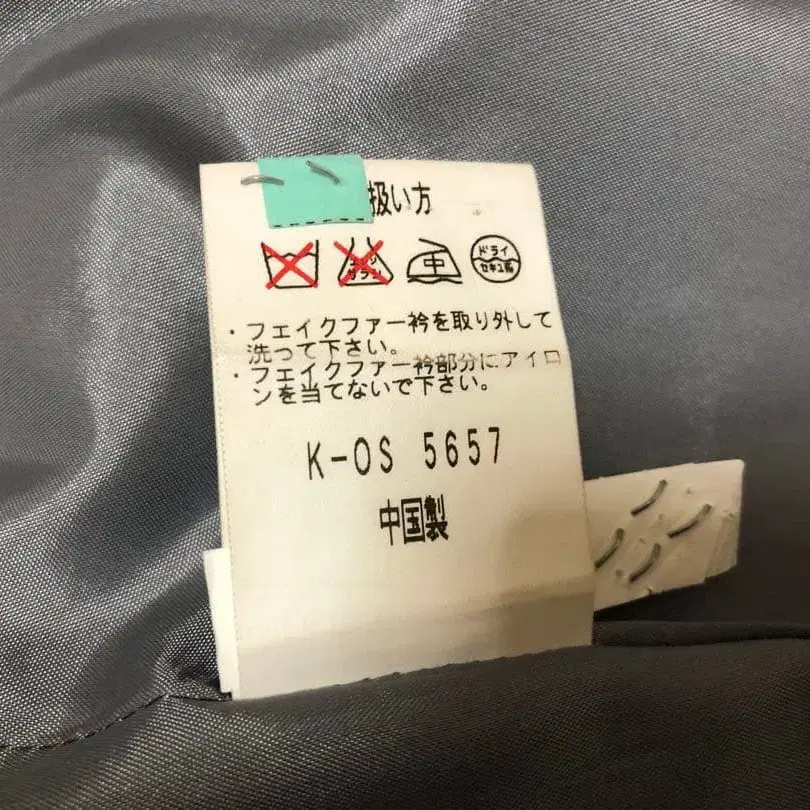 扱い方
中
ドライ
セキユ系
・フェイクファー衿を取り外して
洗って下さい。
・フェイクファー衿部分にアイロ
ンを当てないで下さい。
K-OS 5657
中国製